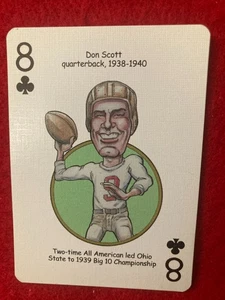 8
Don Scott
quarterback, 1938-1940
9
Two-time All American led Ohio
State to 1939 Big 10 Championship
8